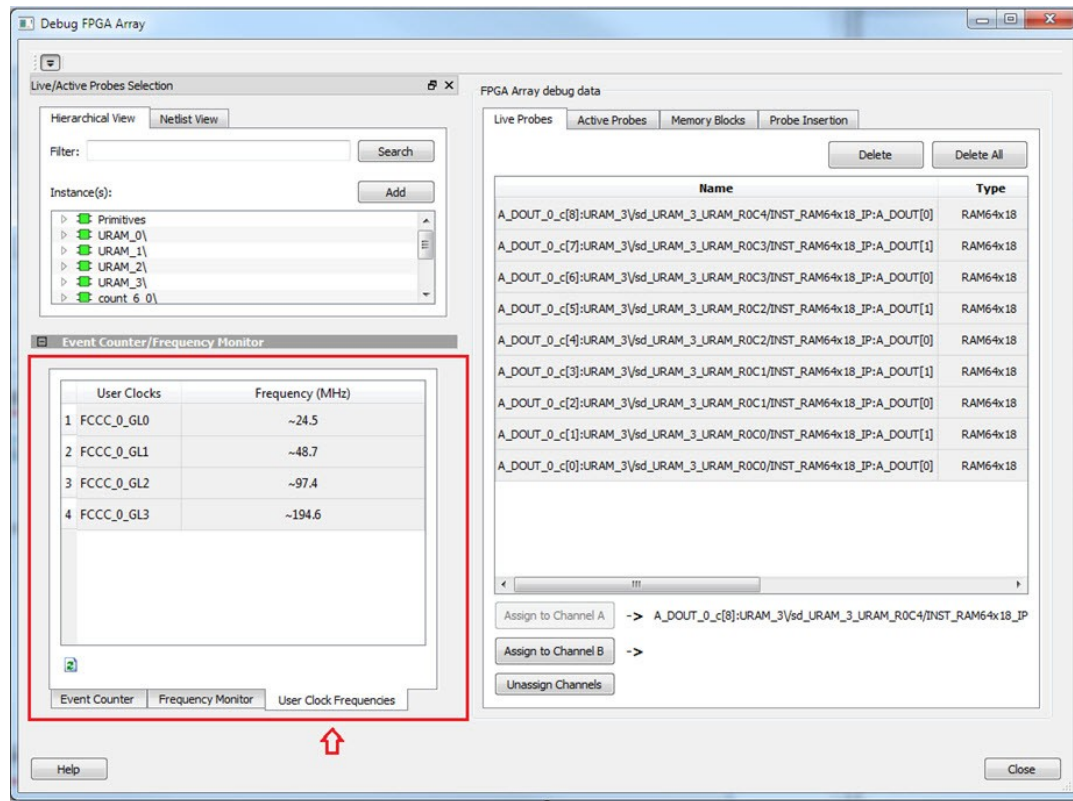 Debug FPGA Array
Live/Active Probes Selection
Hierarchical View Netlist View
Filter: Search
Instance(s): Add
Primitives
URAM_0\
URAM_1\
URAM_2\
URAM_3\
count_6_0\
Event Counter/Frequency Monitor
User Clocks Frequency (MHz)
1 FCCC_0_GL0 ~24.5
2 FCCC_0_GL1 ~48.7
3 FCCC_0_GL2 ~97.4
4 FCCC_0_GL3 ~194.6
Event Counter Frequency Monitor User Clock Frequencies
Help
FPGA Array debug data
Live Probes Active Probes Memory Blocks Probe Insertion
Delete Delete All
Name Type
A_DOUT_0_c[8]:URAM_3\/sd_URAM_3_URAM_R0C4/INST_RAM64x18_IP:A_DOUT[0] RAM64x18
A_DOUT_0_c[7]:URAM_3\/sd_URAM_3_URAM_R0C3/INST_RAM64x18_IP:A_DOUT[1] RAM64x18
A_DOUT_0_c[6]:URAM_3\/sd_URAM_3_URAM_R0C3/INST_RAM64x18_IP:A_DOUT[0] RAM64x18
A_DOUT_0_c[5]:URAM_3\/sd_URAM_3_URAM_R0C2/INST_RAM64x18_IP:A_DOUT[1] RAM64x18
A_DOUT_0_c[4]:URAM_3\/sd_URAM_3_URAM_R0C2/INST_RAM64x18_IP:A_DOUT[0] RAM64x18
A_DOUT_0_c[3]:URAM_3\/sd_URAM_3_URAM_R0C1/INST_RAM64x18_IP:A_DOUT[1] RAM64x18
A_DOUT_0_c[2]:URAM_3\/sd_URAM_3_URAM_R0C1/INST_RAM64x18_IP:A_DOUT[0] RAM64x18
A_DOUT_0_c[1]:URAM_3\/sd_URAM_3_URAM_R0C0/INST_RAM64x18_IP:A_DOUT[1] RAM64x18
A_DOUT_0_c[0]:URAM_3\/sd_URAM_3_URAM_R0C0/INST_RAM64x18_IP:A_DOUT[0] RAM64x18
Assign to Channel A -> A_DOUT_0_c[8]:URAM_3\/sd_URAM_3_URAM_R0C4/INST_RAM64x18_IP
Assign to Channel B ->
Unassign Channels
Close